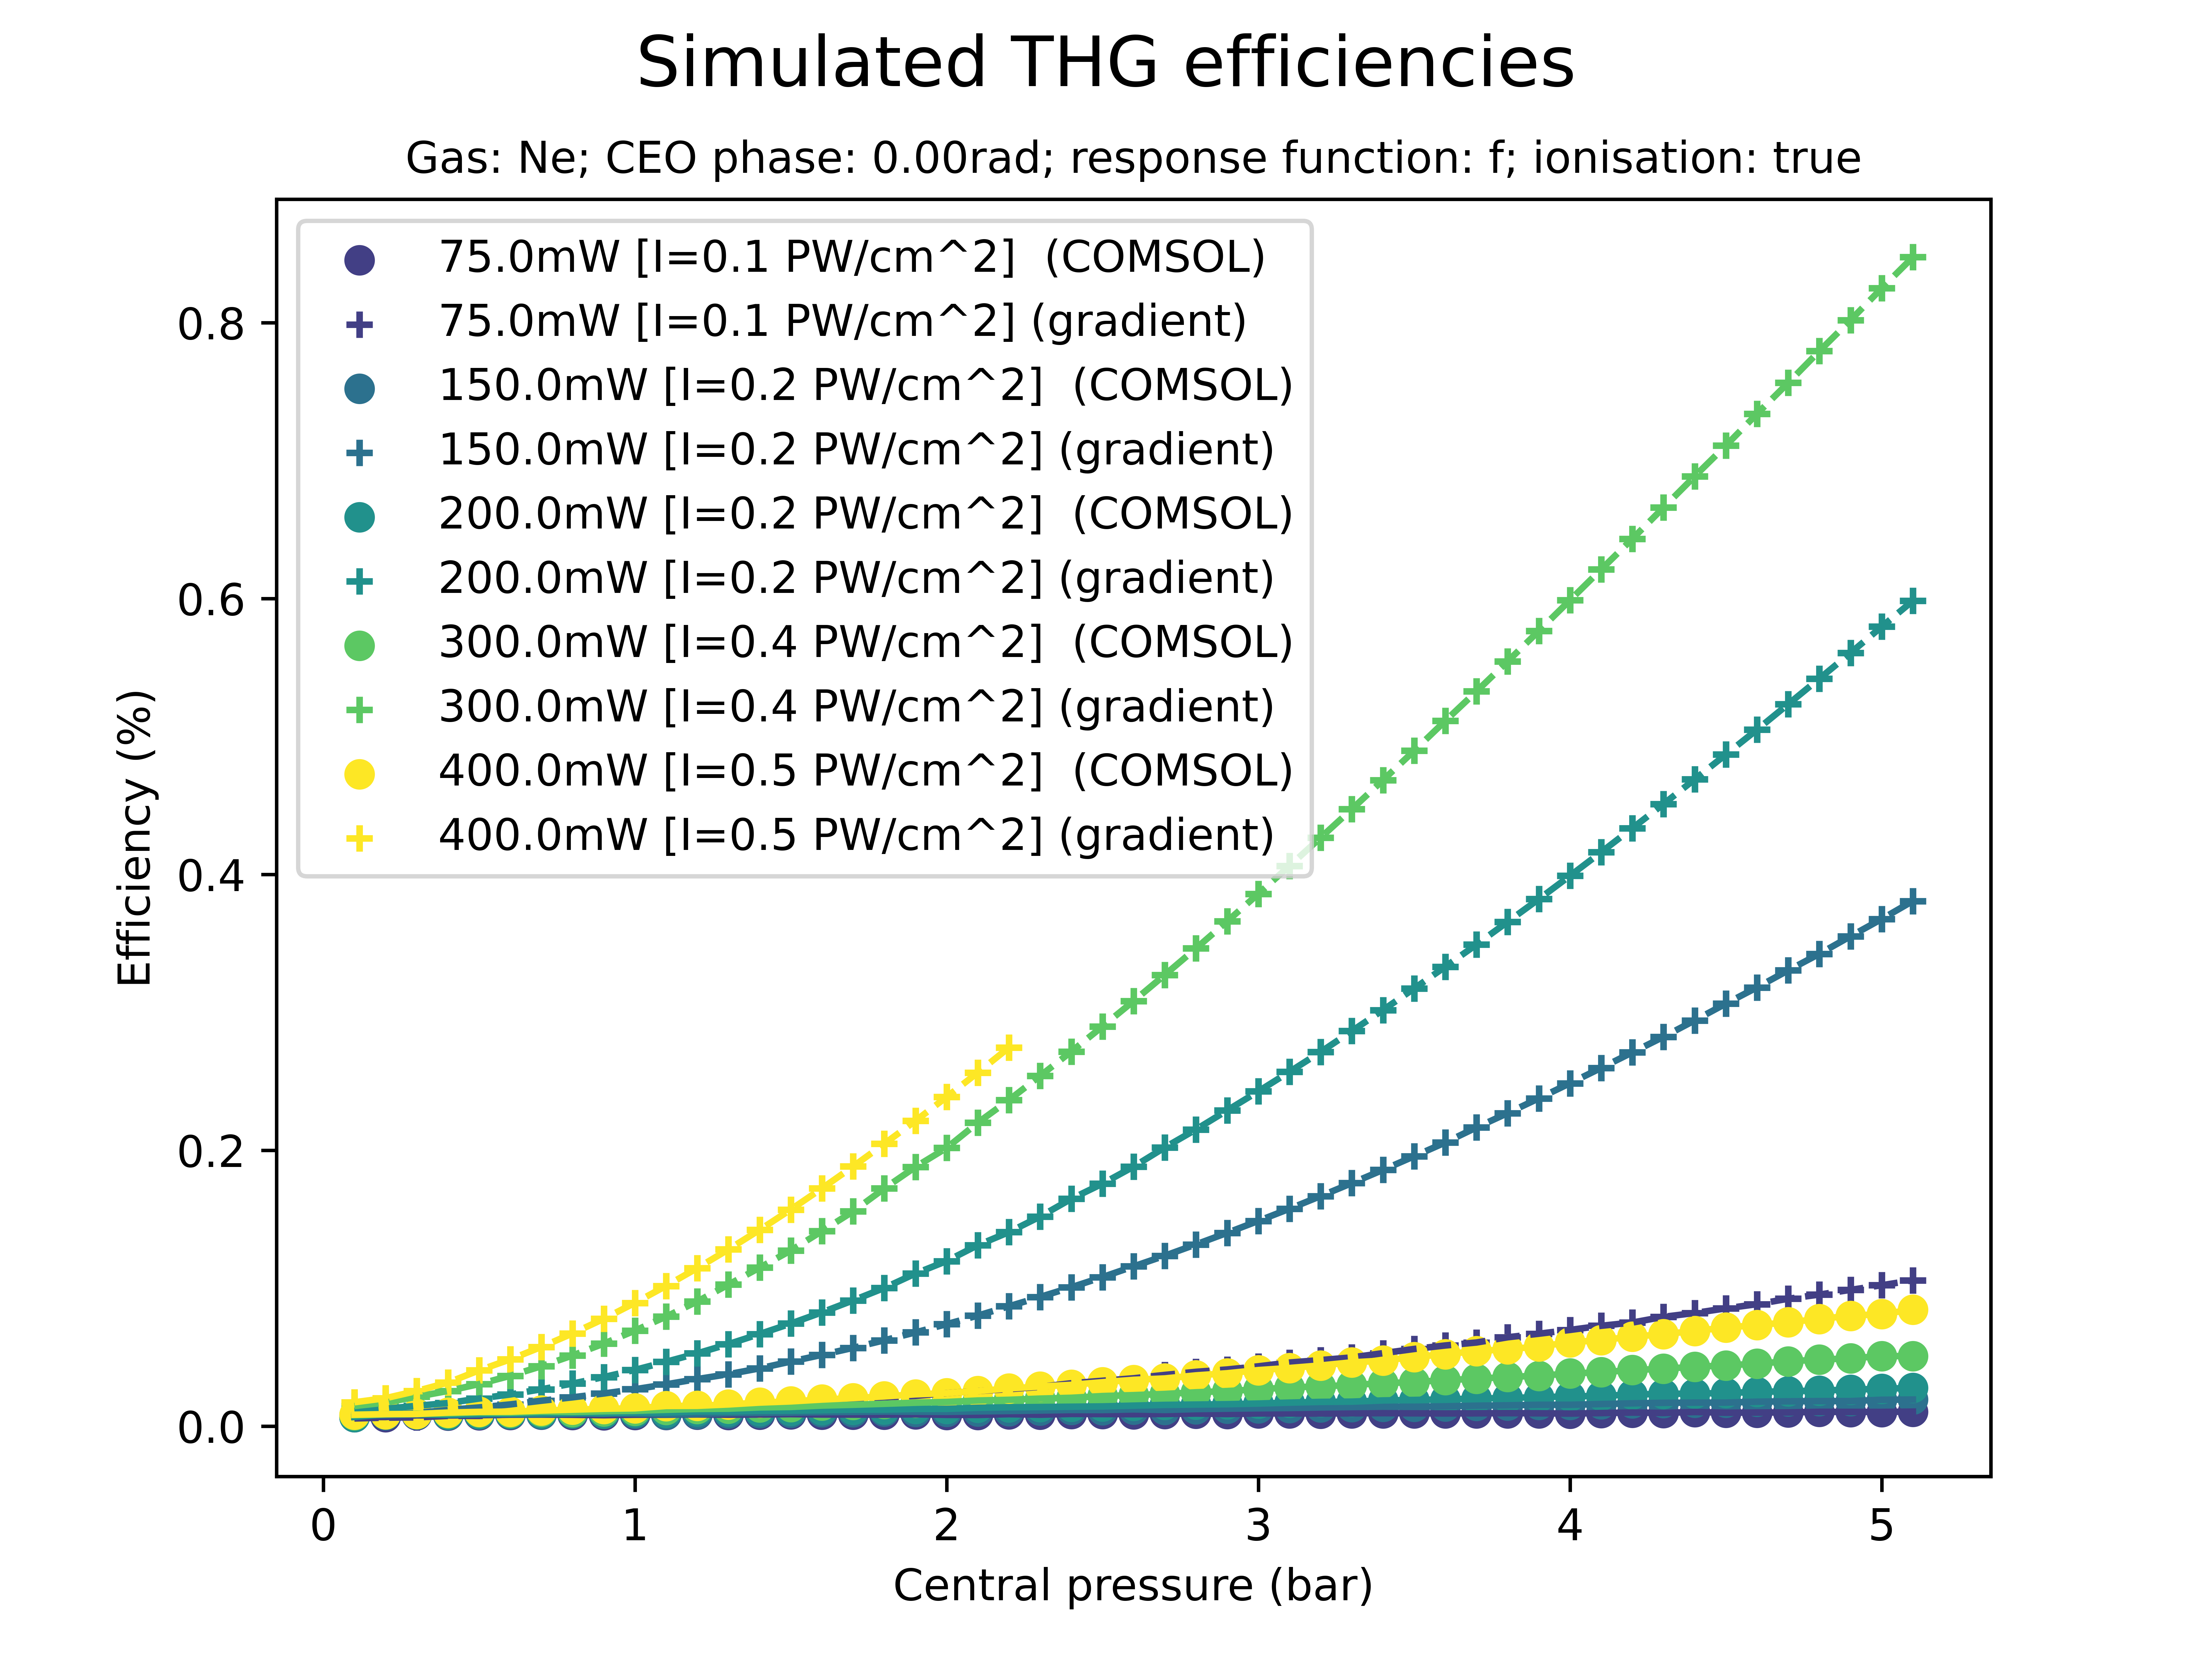 Simulated THG efficiencies
Gas: Ne; CEO phase: 0.00rad; response function: f; ionisation: true
75.0mW [I=0.1 PW/cm^2]  (COMSOL)
75.0mW [I=0.1 PW/cm^2] (gradient)
150.0mW [I=0.2 PW/cm^2]  (COMSOL)
150.0mW [I=0.2 PW/cm^2] (gradient)
200.0mW [I=0.2 PW/cm^2]  (COMSOL)
200.0mW [I=0.2 PW/cm^2] (gradient)
300.0mW [I=0.4 PW/cm^2]  (COMSOL)
300.0mW [I=0.4 PW/cm^2] (gradient)
400.0mW [I=0.5 PW/cm^2]  (COMSOL)
400.0mW [I=0.5 PW/cm^2] (gradient)
Efficiency (%)
0.8
0.6
0.4
0.2
0.0
0 1 2 3 4 5
Central pressure (bar)